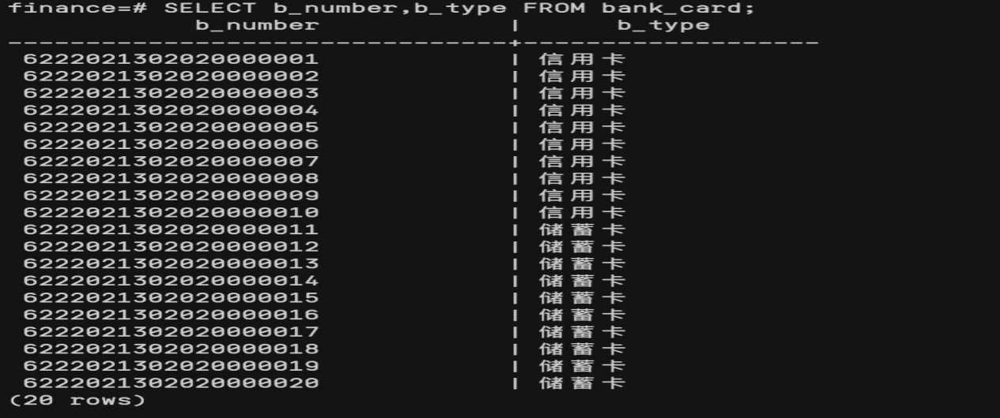 finance=# SELECT b_number,b_type FROM bank_card;
b_number | b_type
--------------------------------+--------------------
6222021302020000001 | 信用卡
6222021302020000002 | 信用卡
6222021302020000003 | 信用卡
6222021302020000004 | 信用卡
6222021302020000005 | 信用卡
6222021302020000006 | 信用卡
6222021302020000007 | 信用卡
6222021302020000008 | 信用卡
6222021302020000009 | 信用卡
6222021302020000010 | 信用卡
6222021302020000011 | 储蓄卡
6222021302020000012 | 储蓄卡
6222021302020000013 | 储蓄卡
6222021302020000014 | 储蓄卡
6222021302020000015 | 储蓄卡
6222021302020000016 | 储蓄卡
6222021302020000017 | 储蓄卡
6222021302020000018 | 储蓄卡
6222021302020000019 | 储蓄卡
6222021302020000020 | 储蓄卡
(20 rows)